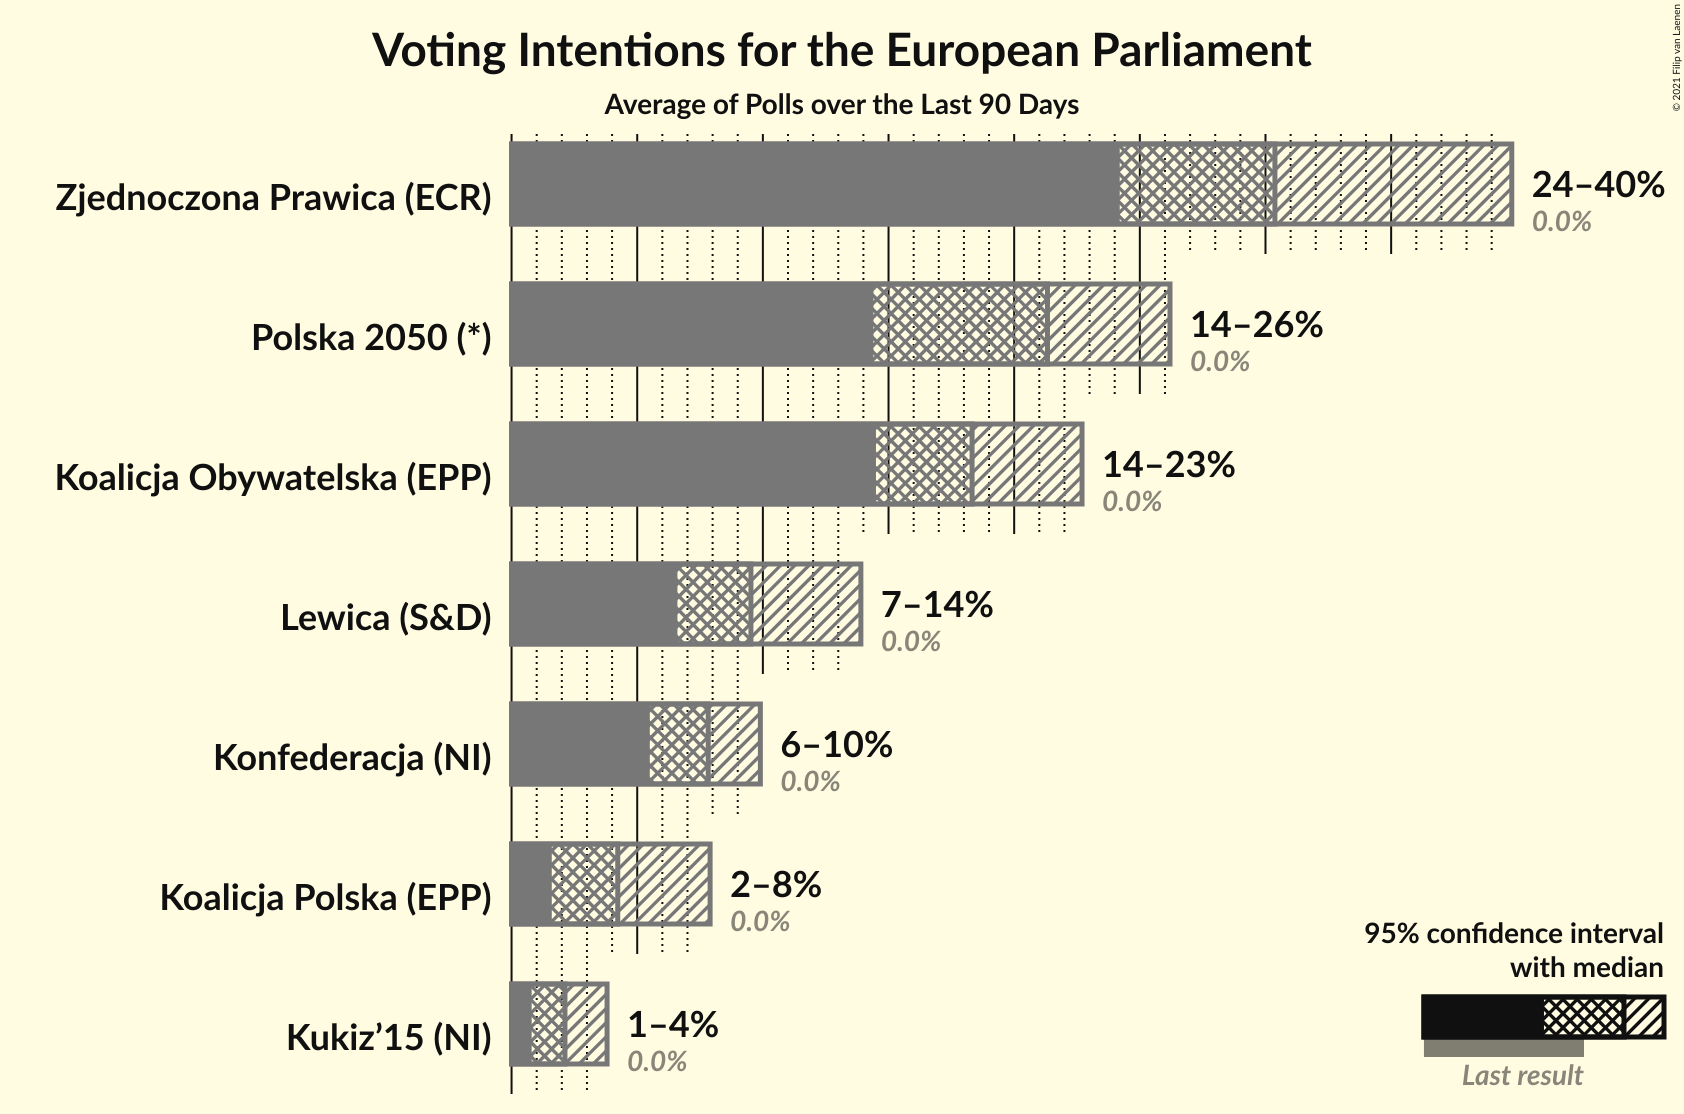 Voting Intentions for the European Parliament
Average of Polls over the Last 90 Days
© 2021 Filip van Laenen
Zjednoczona Prawica (ECR)
24–40%
0.0%
Polska 2050 (*)
14–26%
0.0%
Koalicja Obywatelska (EPP)
14–23%
0.0%
Lewica (S&D)
7–14%
0.0%
Konfederacja (NI)
6–10%
0.0%
Koalicja Polska (EPP)
2–8%
0.0%
Kukiz’15 (NI)
1–4%
0.0%
95% confidence interval
with median
Last result